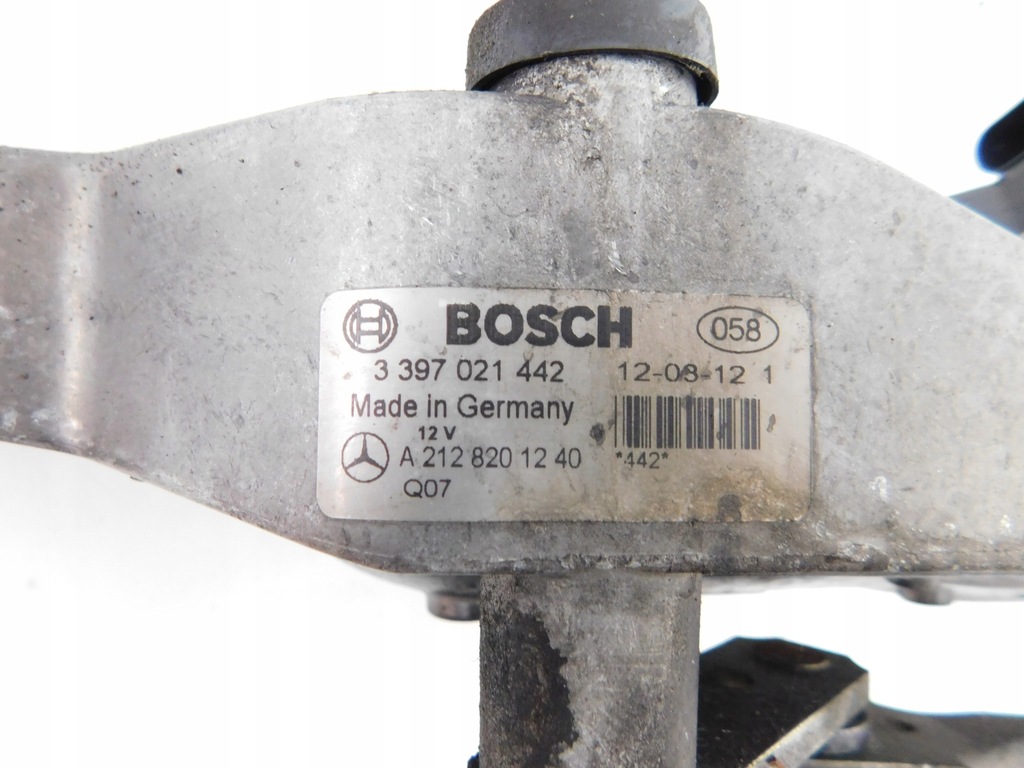 BOSCH 058
3 397 021 442 12-08-12 1
Made in Germany
12 V
A 212 820 12 40 *442*
Q07